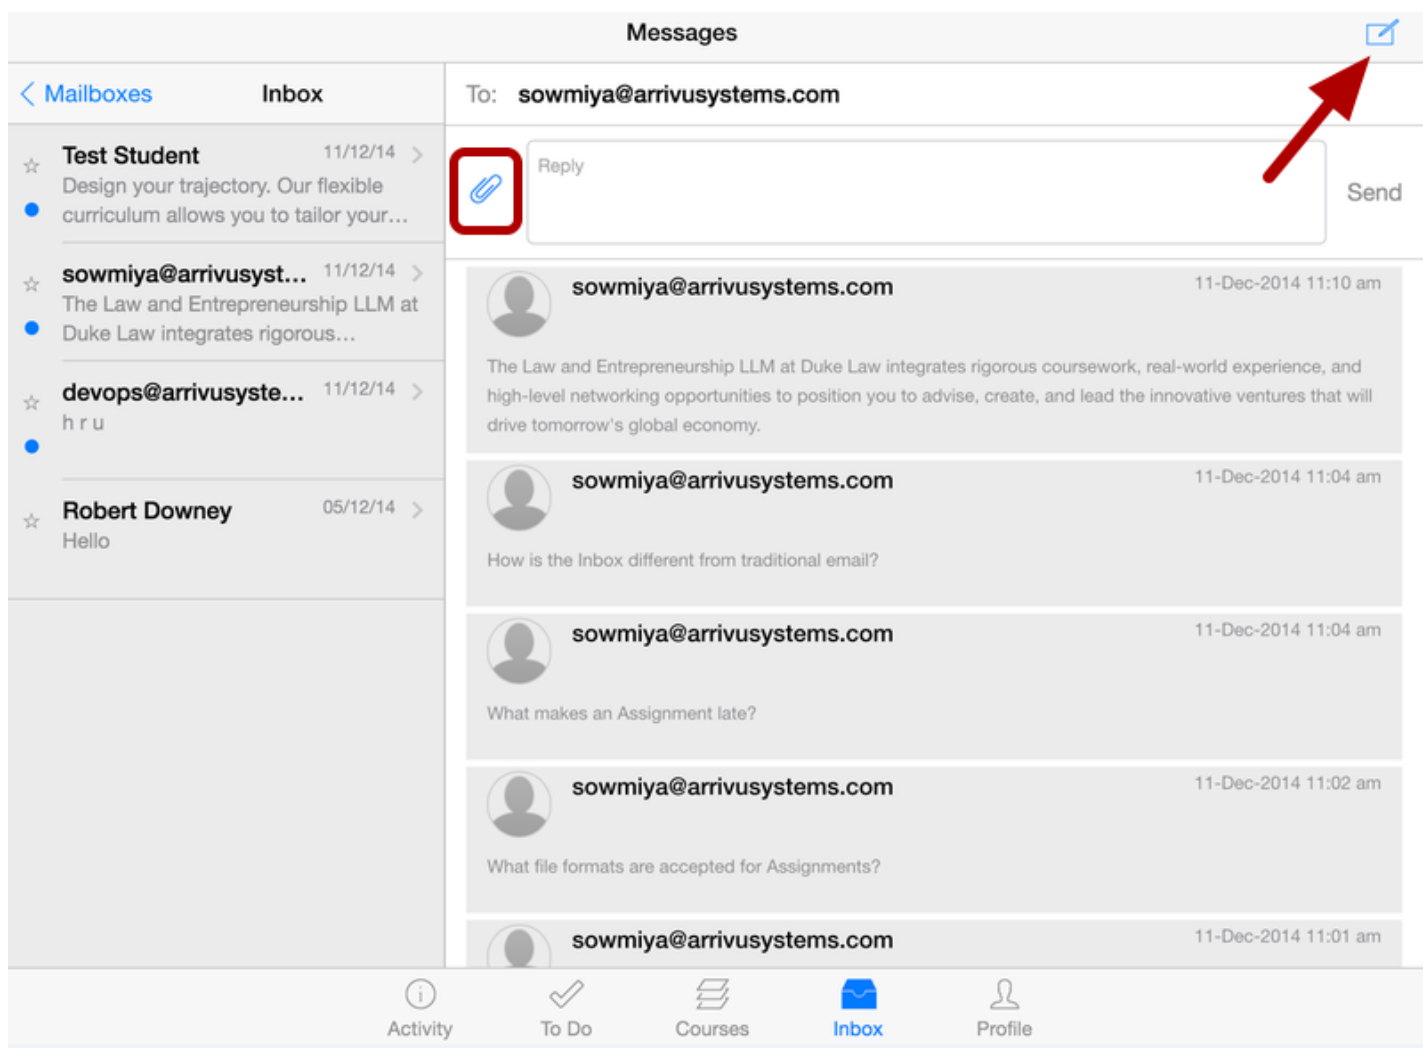 Messages
Mailboxes
Inbox
Test Student
11/12/14
Design your trajectory. Our flexible
curriculum allows you to tailor your...
sowmiya@arrivusyst...
11/12/14
The Law and Entrepreneurship LLM at
Duke Law integrates rigorous...
devops@arrivusyste...
11/12/14
h r u
Robert Downey
05/12/14
Hello
To: sowmiya@arrivusystems.com
Reply
Send
sowmiya@arrivusystems.com
11-Dec-2014 11:10 am
The Law and Entrepreneurship LLM at Duke Law integrates rigorous coursework, real-world experience, and
high-level networking opportunities to position you to advise, create, and lead the innovative ventures that will
drive tomorrow's global economy.
sowmiya@arrivusystems.com
11-Dec-2014 11:04 am
How is the Inbox different from traditional email?
sowmiya@arrivusystems.com
11-Dec-2014 11:04 am
What makes an Assignment late?
sowmiya@arrivusystems.com
11-Dec-2014 11:02 am
What file formats are accepted for Assignments?
sowmiya@arrivusystems.com
11-Dec-2014 11:01 am
Activity
To Do
Courses
Inbox
Profile